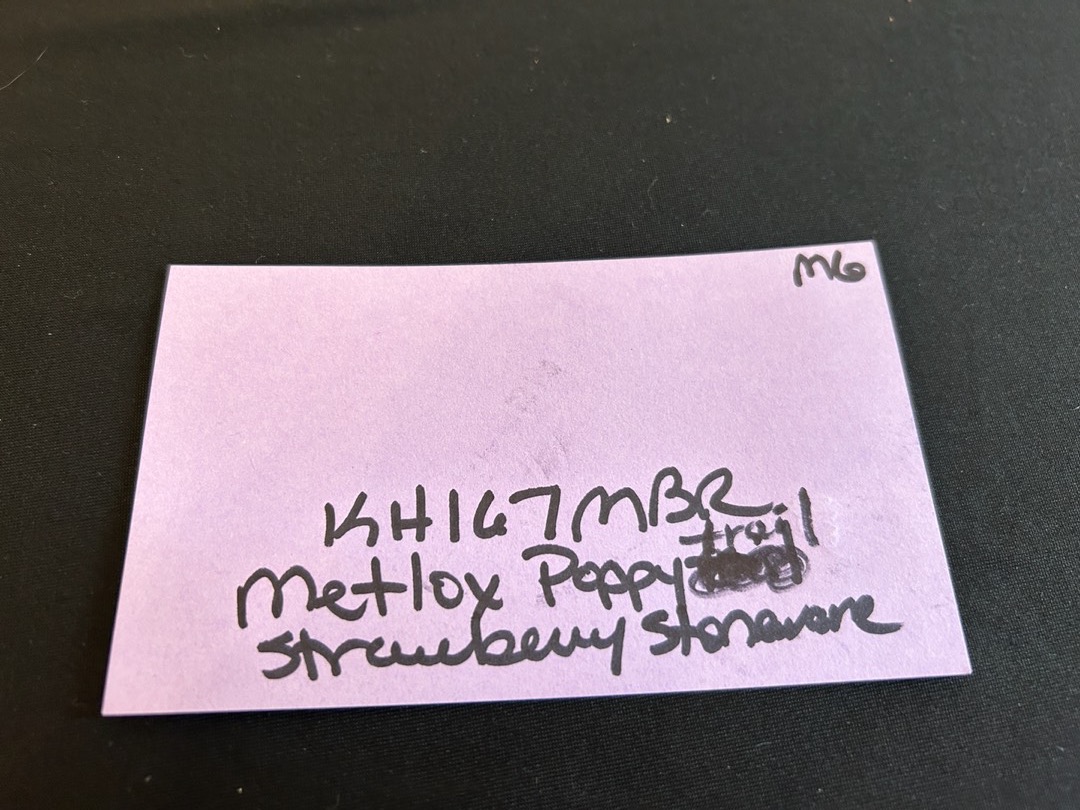 M6
KH167MBR
Metlox Poppytrail
Strawberry Stoneware